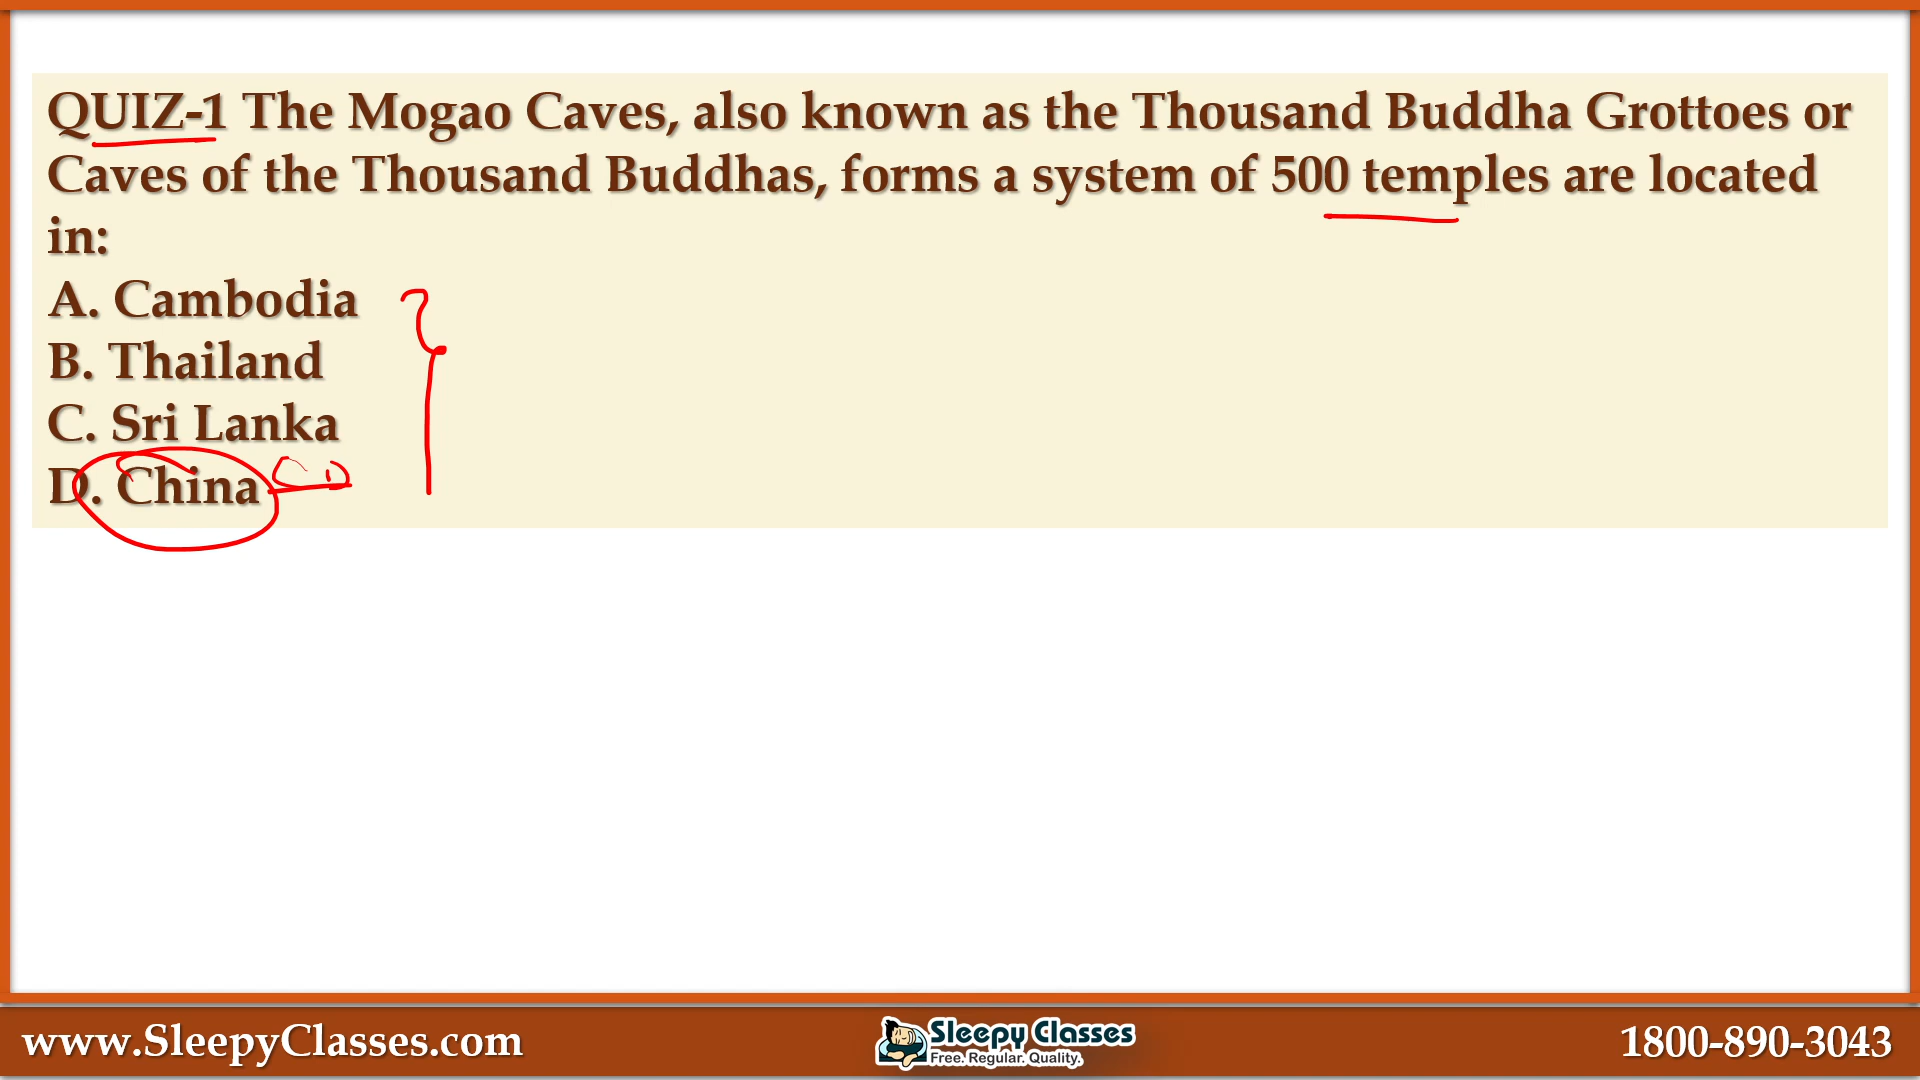 QUIZ-1 The Mogao Caves, also known as the Thousand Buddha Grottoes or
Caves of the Thousand Buddhas, forms a system of 500 temples are located
in:
A. Cambodia
B. Thailand
C. Sri Lanka
D. China
www.SleepyClasses.com
Sleepy Classes
Free. Regular. Quality.
1800-890-3043